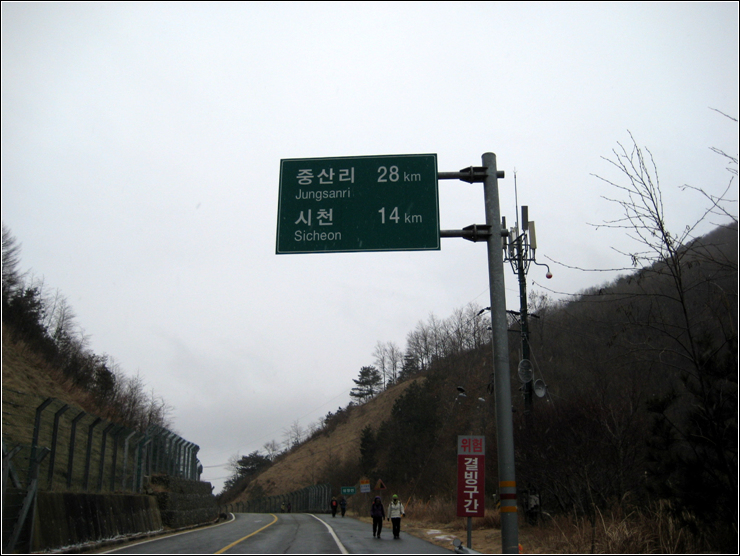 중산리 28 km
Jungsanri
시천 14 km
Sicheon
위험
결빙구간